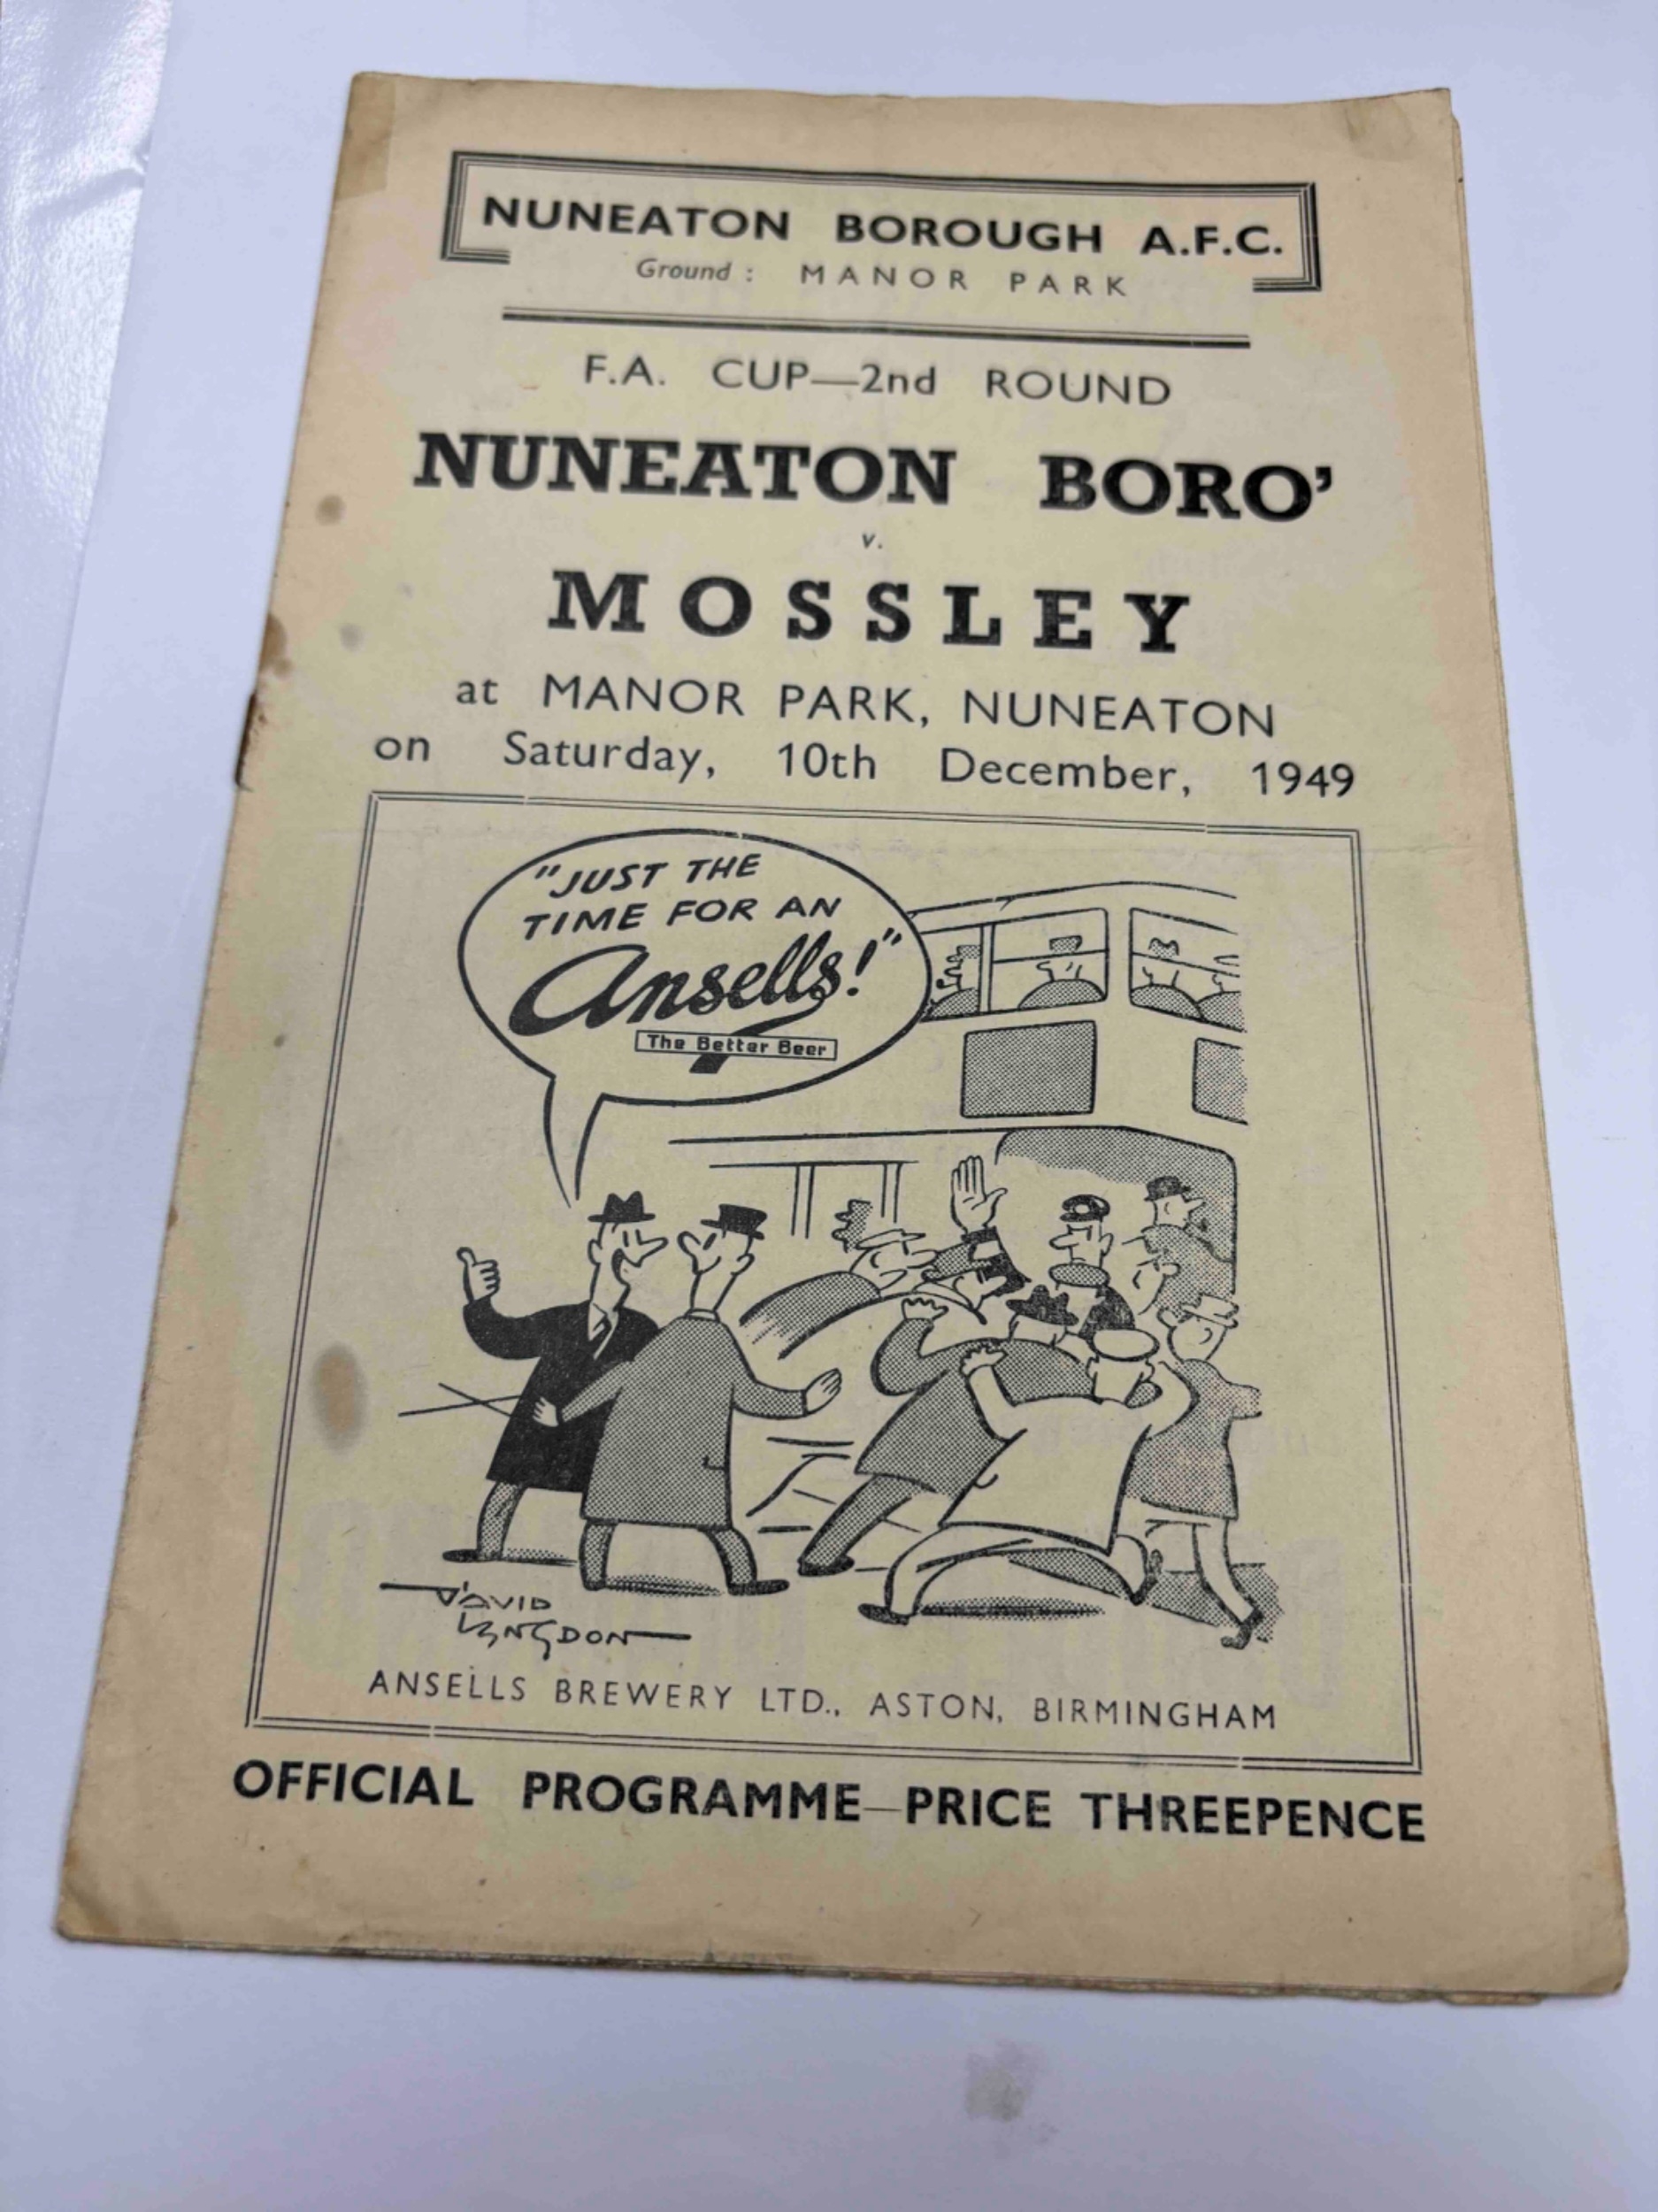 NUNEATON BOROUGH A.F.C.
Ground : MANOR PARK
F.A. CUP—2nd ROUND
NUNEATON BORO'
v.
MOSSLEY
at MANOR PARK, NUNEATON
on Saturday, 10th December, 1949
"JUST THE
TIME FOR AN
Ansells!"
The Better Beer
DAVID
LANGDON
ANSELLS BREWERY LTD., ASTON, BIRMINGHAM
OFFICIAL PROGRAMME—PRICE THREEPENCE